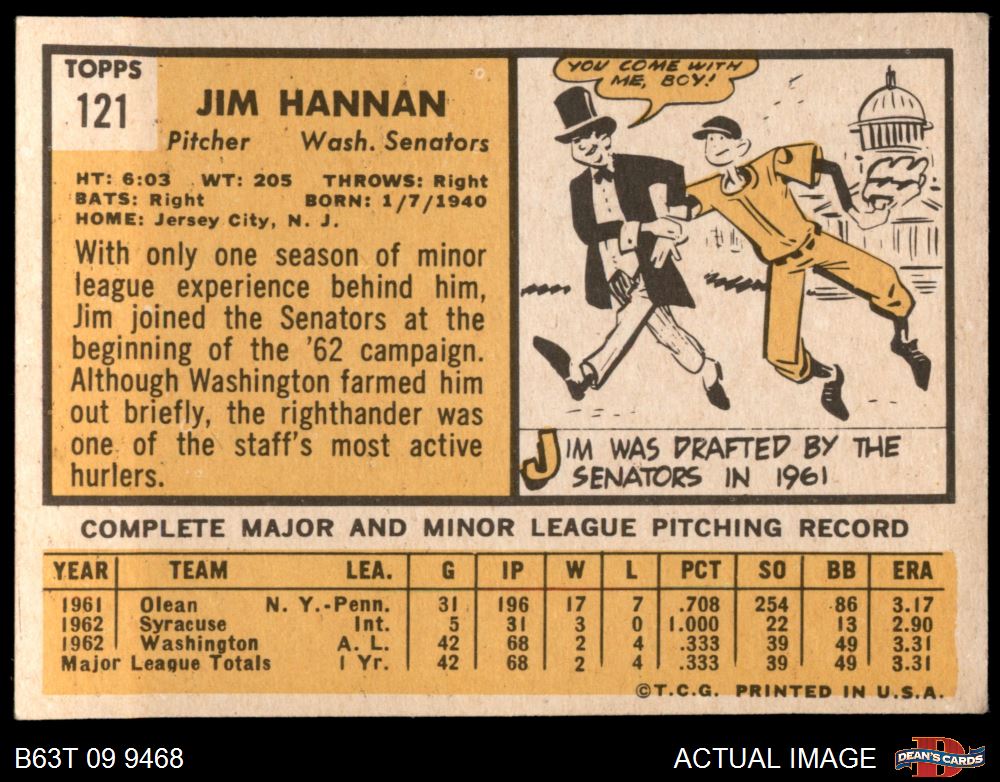 TOPPS
121
JIM HANNAN
Pitcher Wash. Senators
HT: 6:03 WT: 205 THROWS: Right
BATS: Right BORN: 1/7/1940
HOME: Jersey City, N. J.
With only one season of minor
league experience behind him,
Jim joined the Senators at the
beginning of the '62 campaign.
Although Washington farmed him
out briefly, the righthander was
one of the staff's most active
hurlers.
YOU COME WITH
ME, BOY!
JIM WAS DRAFTED BY THE
SENATORS IN 1961
COMPLETE MAJOR AND MINOR LEAGUE PITCHING RECORD
YEAR TEAM LEA. G IP W L PCT SO BB ERA
1961 Olean N. Y.-Penn. 31 196 17 7 .708 254 86 3.17
1962 Syracuse Int. 5 31 3 0 1.000 22 13 2.90
1962 Washington A. L. 42 68 2 4 .333 39 49 3.31
Major League Totals 1 Yr. 42 68 2 4 .333 39 49 3.31
©T.C.G. PRINTED IN U.S.A.
B63T 09 9468
ACTUAL IMAGE
D
DEAN'S CARDS